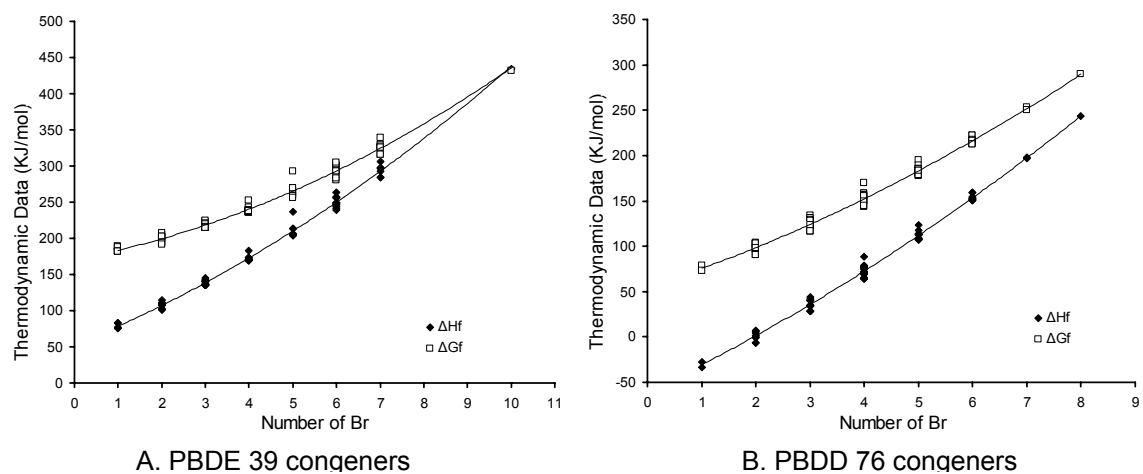 500
450
400
350
300
250
200
150
100
50
0
Thermodynamic Data (KJ/mol)
0 1 2 3 4 5 6 7 8 9 10 11
Number of Br
ΔHf
ΔGf
A. PBDE 39 congeners
350
300
250
200
150
100
50
0
-50
Thermodynamic Data (KJ/mol)
0 1 2 3 4 5 6 7 8 9
Number of Br
ΔHf
ΔGf
B. PBDD 76 congeners